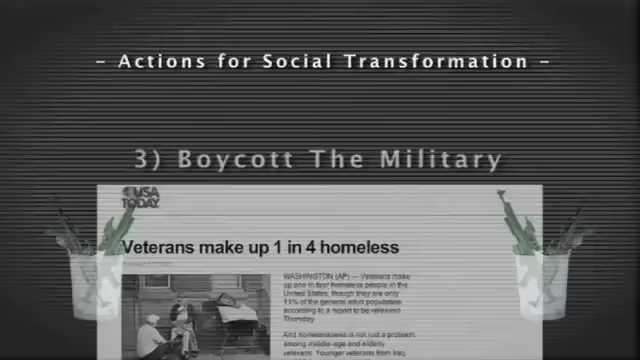 - Actions for Social Transformation -
3) Boycott The Military
USA
TODAY
Veterans make up 1 in 4 homeless
WASHINGTON (AP) — Veterans make
up one in four homeless people in the
United States, though they are only
11% of the general adult population,
according to a report to be released
Thursday.
And homelessness is not just a problem
among middle-age and elderly
veterans. Younger veterans from Iraq